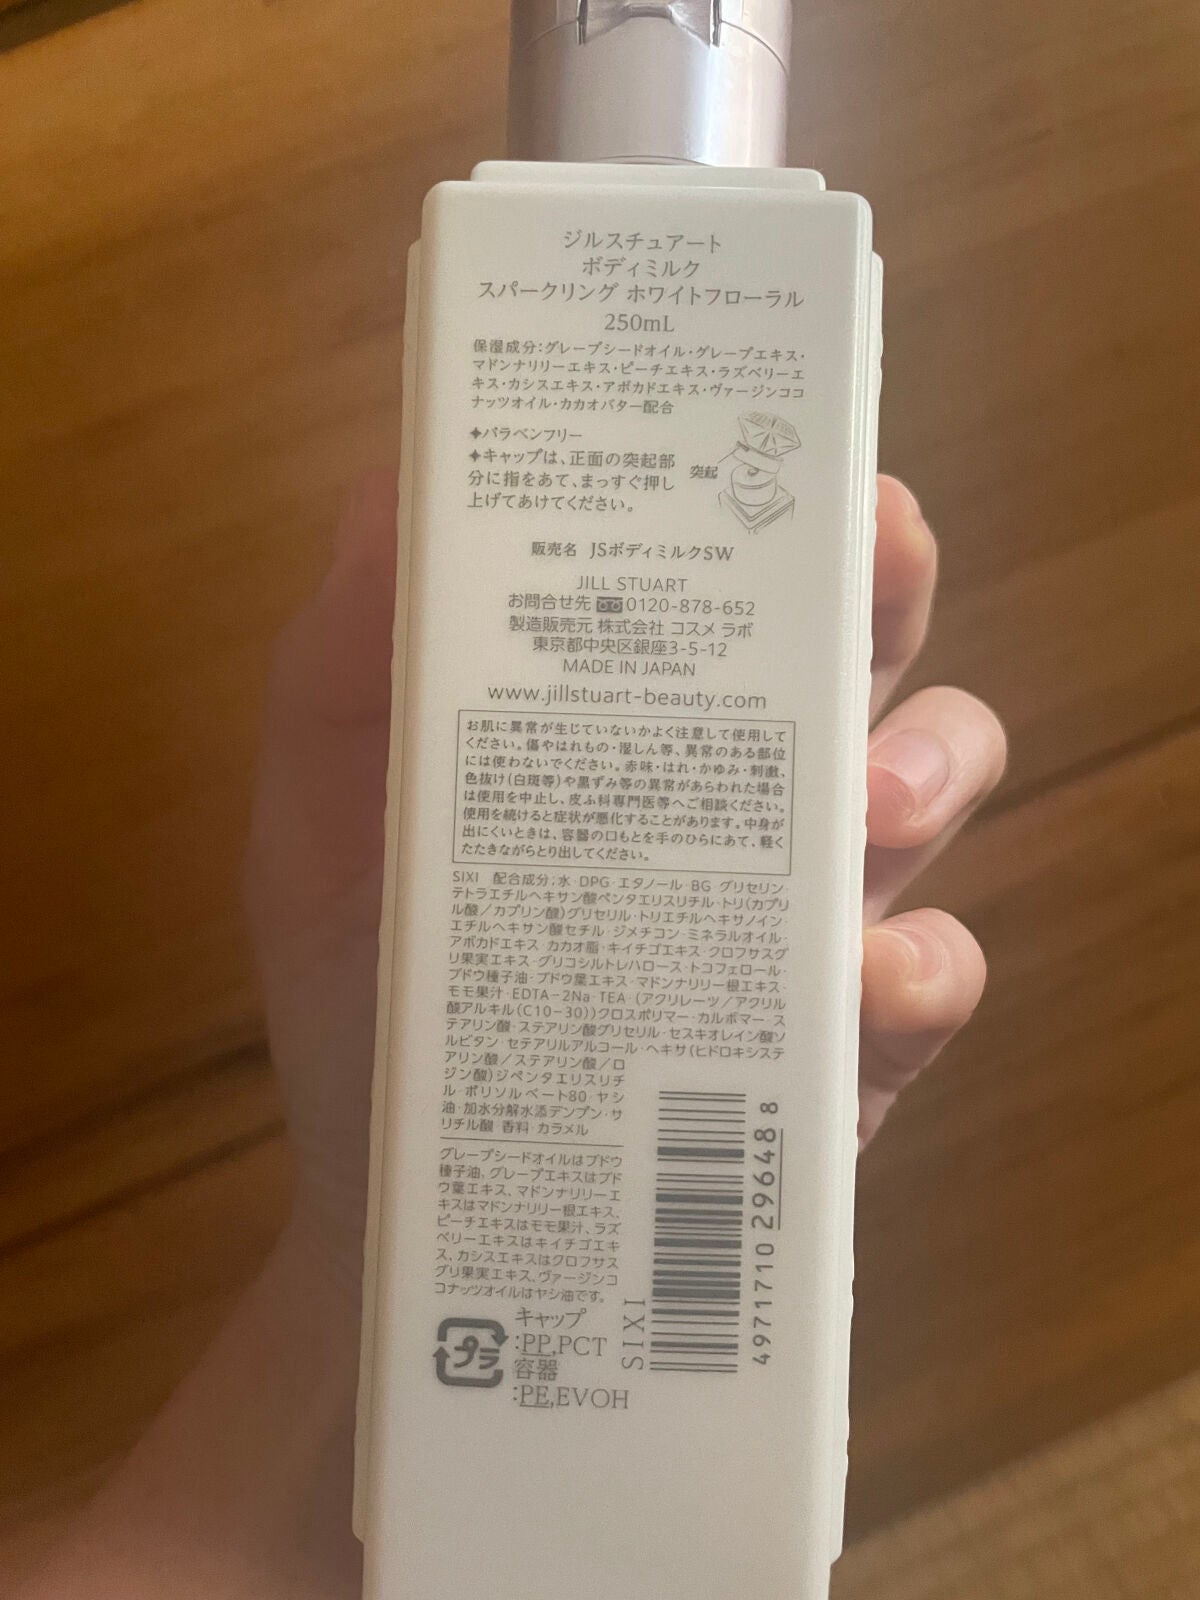 ジルスチュアート
ボディミルク
スパークリング ホワイトフローラル
250mL
保湿成分:グレープシードオイル・グレープエキス・
マドンナリリーエキス・ピーチエキス・ラズベリーエ
キス・カシスエキス・アボカドエキス・ヴァージンココ
ナッツオイル・カカオバター配合
✦パラベンフリー
✦キャップは、正面の突起部
分に指をあて、まっすぐ押し
上げてあけてください。
突起
販売名 JSボディミルクSW
JILL STUART
お問合せ先 0120-878-652
製造販売元 株式会社 コスメ ラボ
東京都中央区銀座3-5-12
MADE IN JAPAN
www.jillstuart-beauty.com
お肌に異常が生じていないかよく注意して使用して
ください。傷やはれもの・湿しん等、異常のある部位
には使わないでください。赤味・はれ・かゆみ・刺激、
色抜け(白斑等)や黒ずみ等の異常があらわれた場合
は使用を中止し、皮ふ科専門医等へご相談ください。
使用を続けると症状が悪化することがあります。中身が
出にくいときは、容器の口もとを手のひらにあて、軽く
たたきながらとり出してください。
SIXI 配合成分:水・DPG・エタノール・BG・グリセリン・
テトラエチルヘキサン酸ペンタエリスリチル・トリ(カプリ
ル酸/カプリン酸)グリセリル・トリエチルヘキサノイン・
エチルヘキサン酸セチル・ジメチコン・ミネラルオイル・
アボカドエキス・カカオ脂・キイチゴエキス・クロフサスグ
リ果実エキス・グリコシルトレハロース・トコフェロール・
ブドウ種子油・ブドウ葉エキス・マドンナリリー根エキス・
モモ果汁・EDTA-2Na・TEA・(アクリレーツ/アクリル
酸アルキル(C10-30))クロスポリマー・カルボマー・ス
テアリン酸・ステアリン酸グリセリル・セスキオレイン酸ソ
ルビタン・セテアリルアルコール・ヘキサ(ヒドロキシステ
アリン酸/ステアリン酸/ロ
ジン酸)ジペンタエリスリチ
ル・ポリソルベート80・ヤシ
油・加水分解水添デンプン・サ
リチル酸・香料・カラメル
グレープシードオイルはブドウ
種子油、グレープエキスはブド
ウ葉エキス、マドンナリリーエ
キスはマドンナリリー根エキス、
ピーチエキスはモモ果汁、ラズ
ベリーエキスはキイチゴエキ
ス、カシスエキスはクロフサス
グリ果実エキス、ヴァージンコ
コナッツオイルはヤシ油です。
プラ
キャップ
:PP,PCT
容器
:PE,EVOH
SIXI
4971710 29648 8